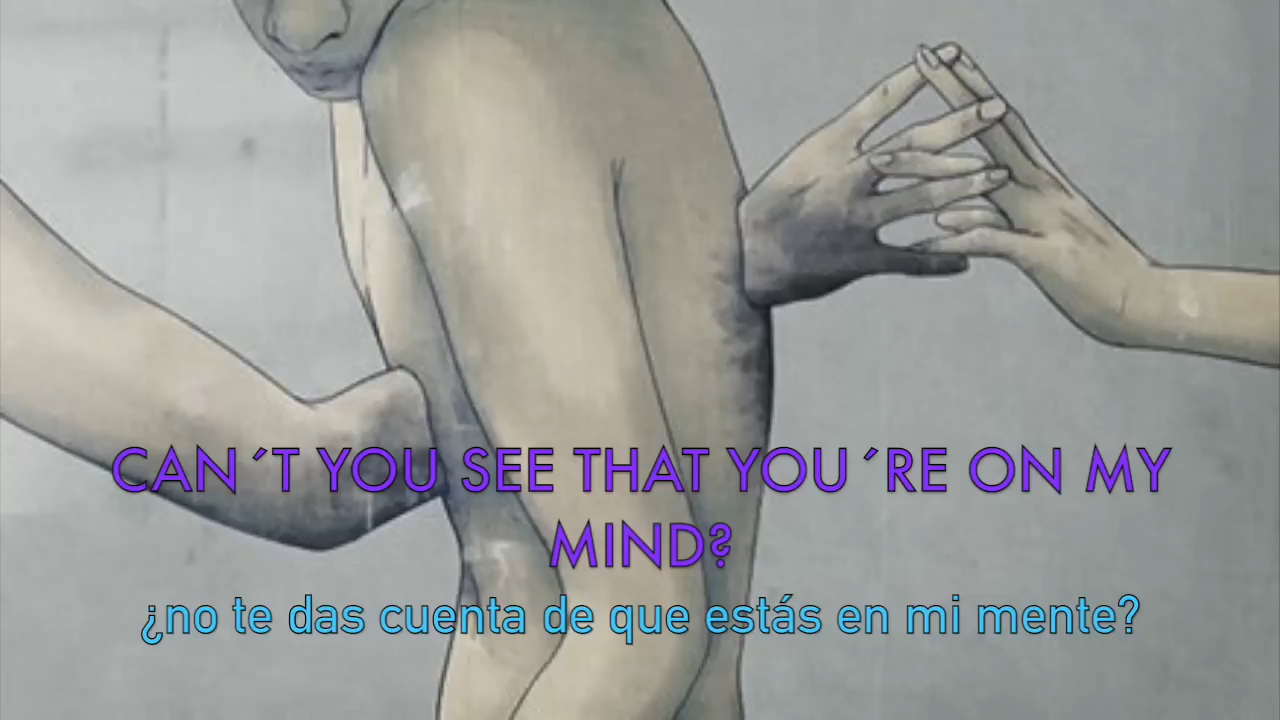 CAN´T YOU SEE THAT YOU´RE ON MY
MIND?
¿no te das cuenta de que estás en mi mente?